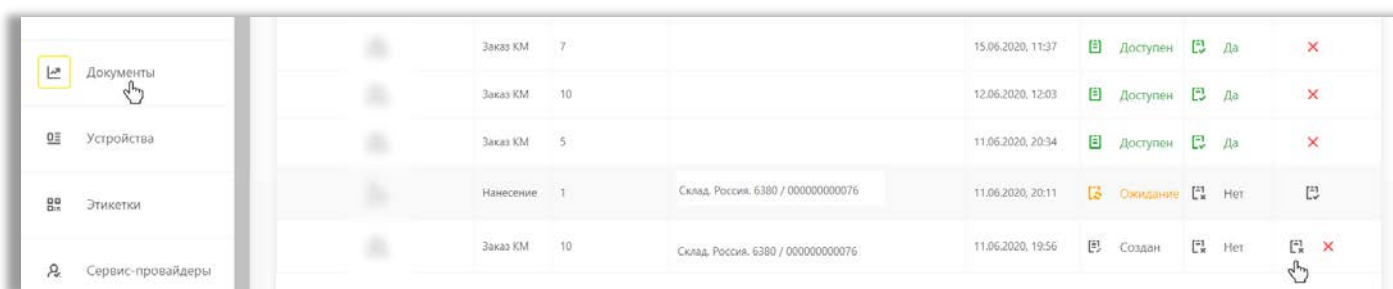 Документы
Устройства
Этикетки
Сервис-провайдеры
Заказ КМ 7 15.06.2020, 11:37 Доступен Да
Заказ КМ 10 12.06.2020, 12:03 Доступен Да
Заказ КМ 5 11.06.2020, 20:34 Доступен Да
Нанесение 1 Склад. Россия. 6380 / 000000000076 11.06.2020, 20:11 Ожидание Нет
Заказ КМ 10 Склад. Россия. 6380 / 000000000076 11.06.2020, 19:56 Создан Нет